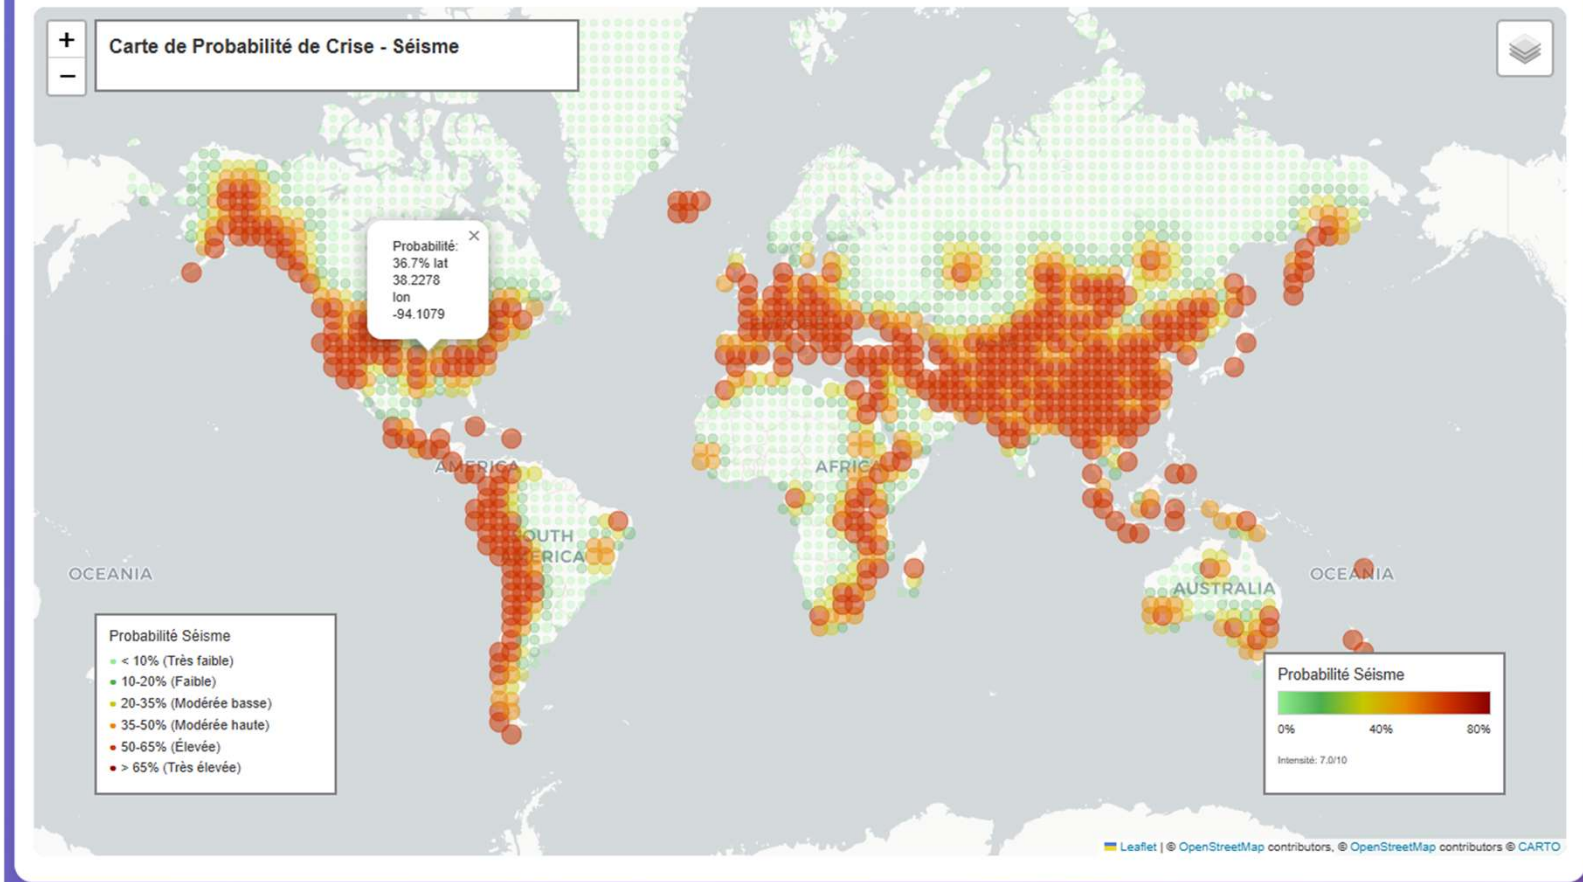 +
−
Carte de Probabilité de Crise - Séisme
×
Probabilité:
36.7% lat
38.2278
lon
-94.1079
AMERICA
AFRICA
SOUTH
AMERICA
OCEANIA
AUSTRALIA
OCEANIA
Probabilité Séisme
< 10% (Très faible)
10-20% (Faible)
20-35% (Modérée basse)
35-50% (Modérée haute)
50-65% (Élevée)
> 65% (Très élevée)
Probabilité Séisme
0% 40% 80%
Intensité: 7.0/10
Leaflet | © OpenStreetMap contributors, © OpenStreetMap contributors © CARTO